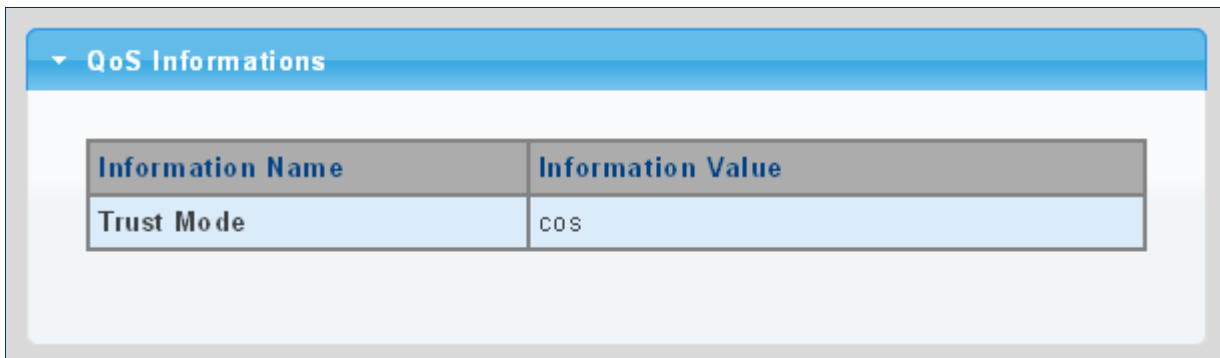 QoS Informations
Information Name Information Value
Trust Mode cos